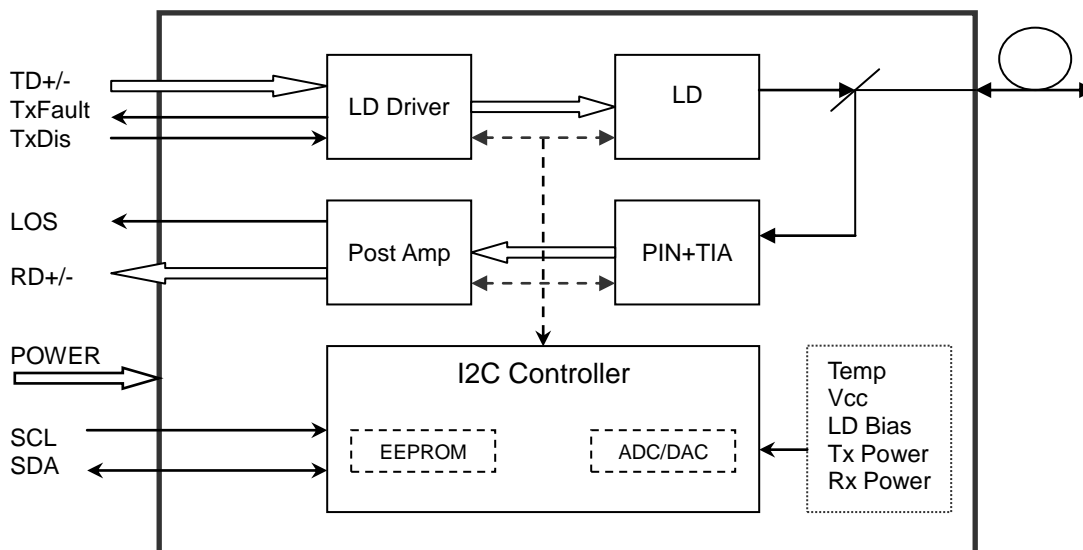 TD+/-
TxFault
TxDis
LD Driver
LD
LOS
RD+/-
Post Amp
PIN+TIA
POWER
SCL
SDA
I2C Controller
EEPROM
ADC/DAC
Temp
Vcc
LD Bias
Tx Power
Rx Power